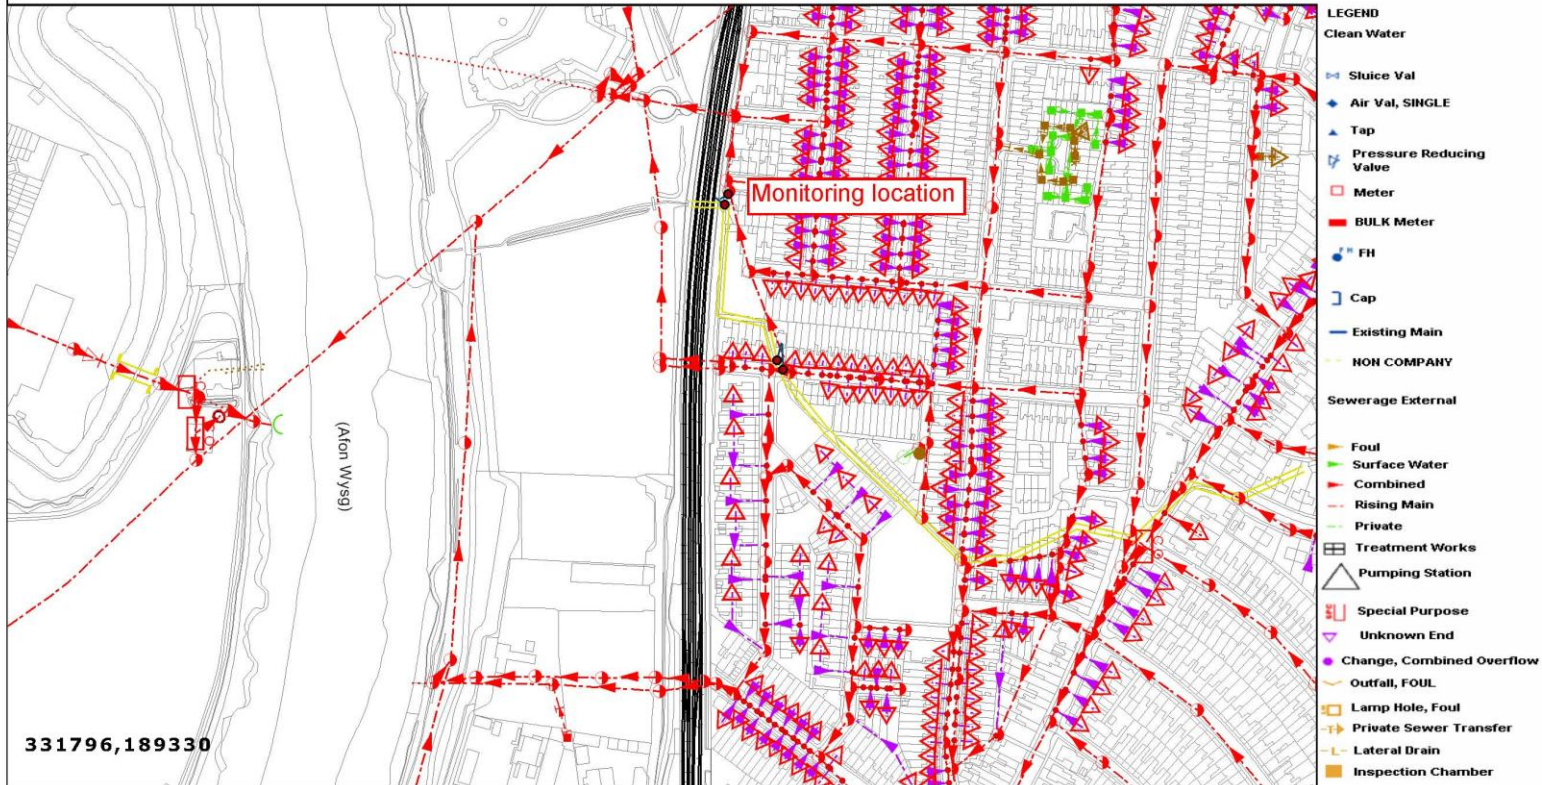 Monitoring location
(Afon Wysg)
331796,189330
LEGEND
Clean Water
Sluice Val
Air Val, SINGLE
Tap
Pressure Reducing
Valve
Meter
BULK Meter
FH
Cap
Existing Main
NON COMPANY
Sewerage External
Foul
Surface Water
Combined
Rising Main
Private
Treatment Works
Pumping Station
Special Purpose
Unknown End
Change, Combined Overflow
Outfall, FOUL
Lamp Hole, Foul
Private Sewer Transfer
L Lateral Drain
Inspection Chamber